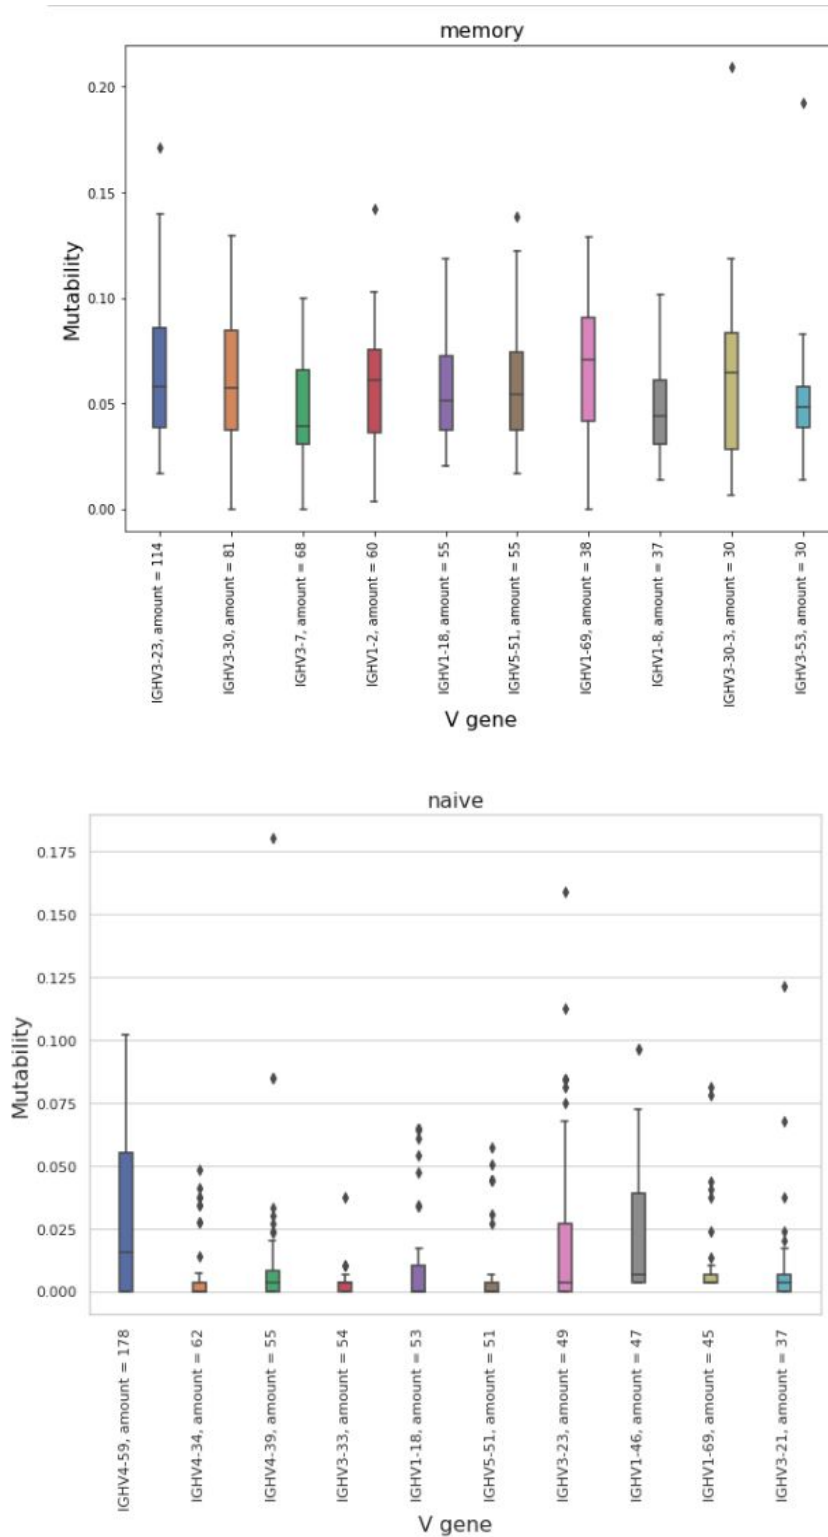 memory
0.20
0.15
0.10
0.05
0.00
Mutability
IGHV3-23, amount = 114
IGHV3-30, amount = 81
IGHV3-7, amount = 68
IGHV1-2, amount = 60
IGHV1-18, amount = 55
IGHV5-51, amount = 55
IGHV1-69, amount = 38
IGHV1-8, amount = 37
IGHV3-30-3, amount = 30
IGHV3-53, amount = 30
V gene
naive
0.175
0.150
0.125
0.100
0.075
0.050
0.025
0.000
Mutability
IGHV4-59, amount = 178
IGHV4-34, amount = 62
IGHV4-39, amount = 55
IGHV3-33, amount = 54
IGHV1-18, amount = 53
IGHV5-51, amount = 51
IGHV3-23, amount = 49
IGHV1-46, amount = 47
IGHV1-69, amount = 45
IGHV3-21, amount = 37
V gene